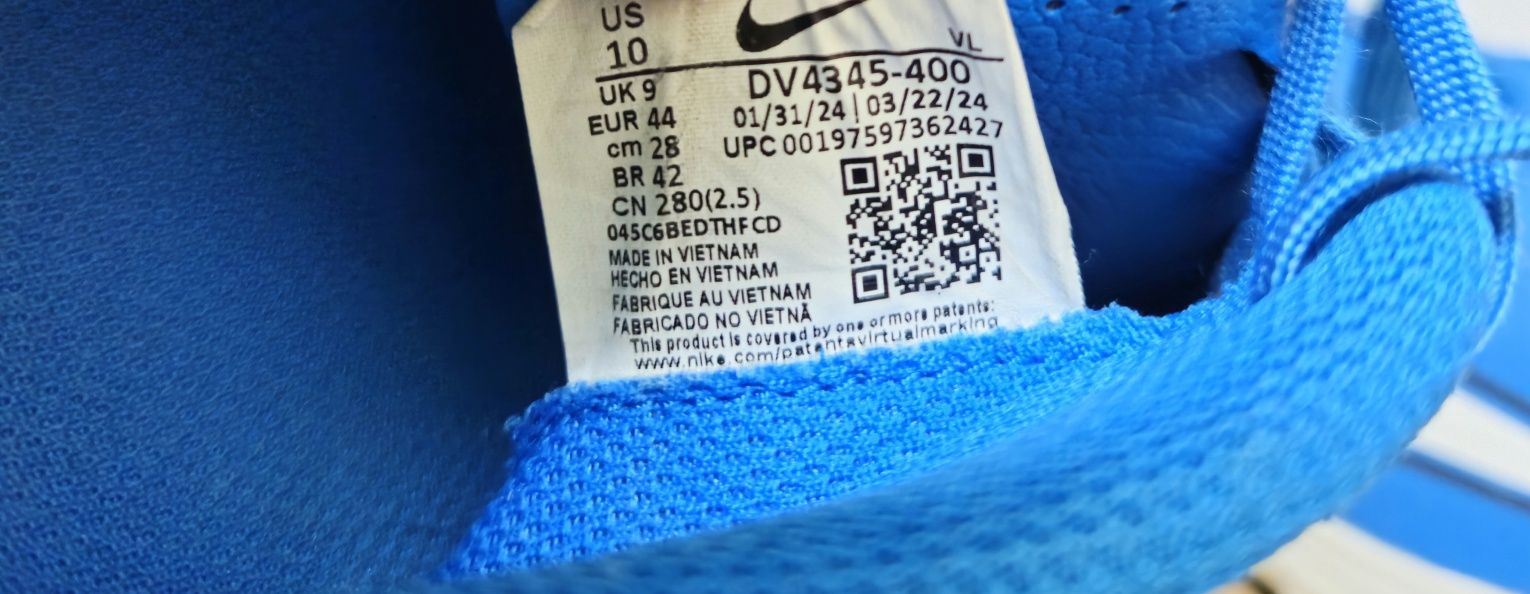 US
10
UK 9
EUR 44
cm 28
BR 42
CN 280(2.5)
VL
DV4345-400
01/31/24 | 03/22/24
UPC 00197597362427
045C6BEDTHFCD
MADE IN VIETNAM
HECHO EN VIETNAM
FABRIQUE AU VIETNAM
FABRICADO NO VIETNÃ
This product is covered by one or more patents:
www.nike.com/patentsvirtualmarking